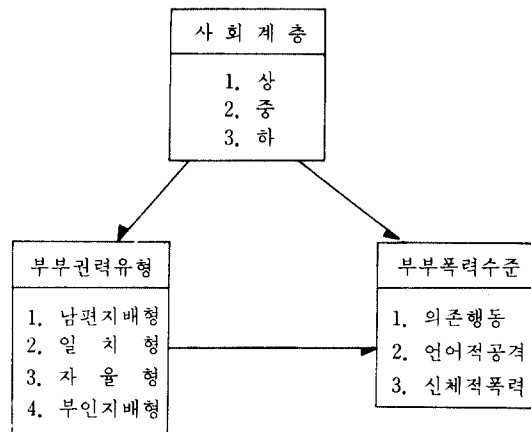 사 회 계 층
1. 상
2. 중
3. 하
부부권력유형
1. 남편지배형
2. 일 치 형
3. 자 율 형
4. 부인지배형
부부폭력수준
1. 의존행동
2. 언어적공격
3. 신체적폭력